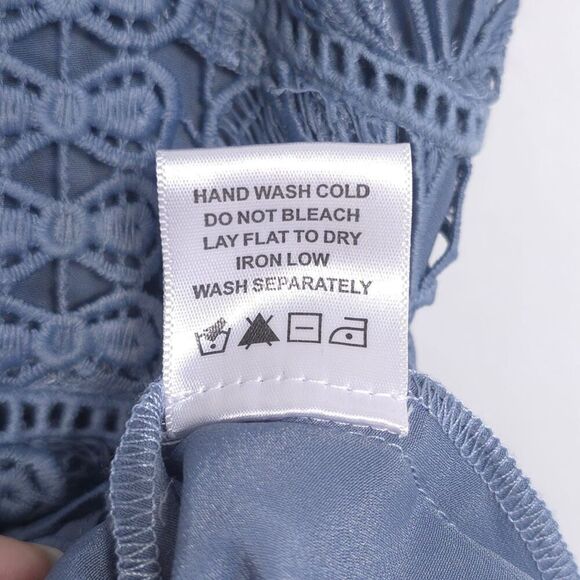 HAND WASH COLD
DO NOT BLEACH
LAY FLAT TO DRY
IRON LOW
WASH SEPARATELY